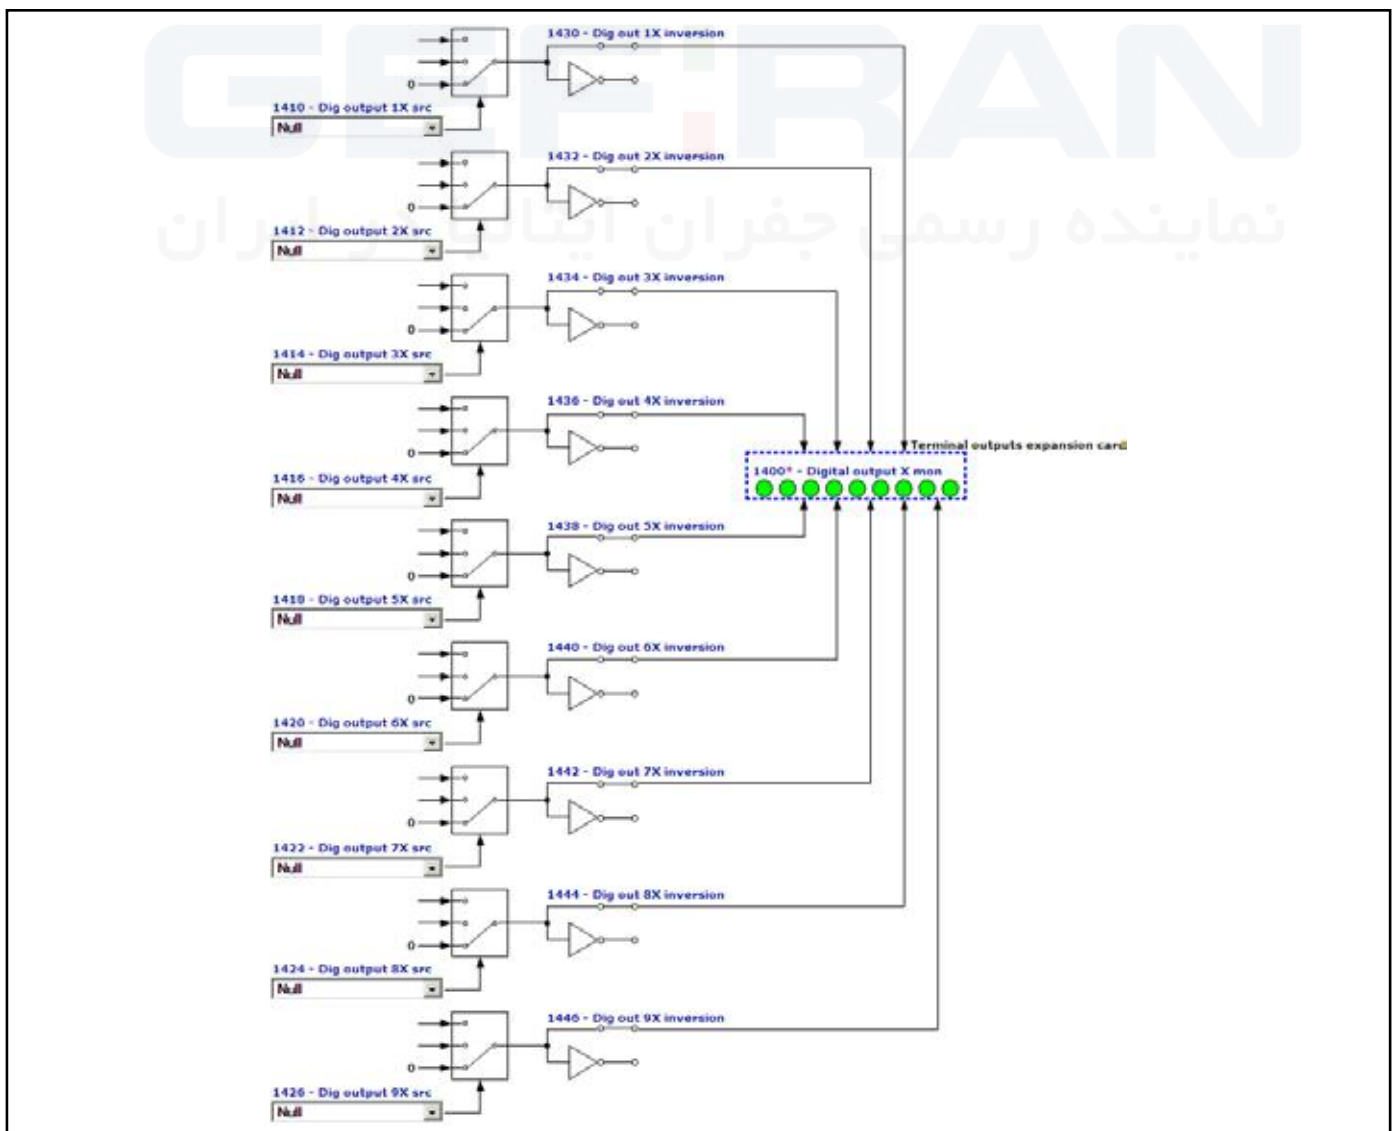 GEFRAN
نماینده رسمی جفران ایتالیا در ایران
1430 - Dig out 1X inversion
0
1410 - Dig output 1X src
Null
1432 - Dig out 2X inversion
0
1412 - Dig output 2X src
Null
1434 - Dig out 3X inversion
0
1414 - Dig output 3X src
Null
1436 - Dig out 4X inversion
0
1416 - Dig output 4X src
Null
Terminal outputs expansion card
1400* - Digital output X mon
1438 - Dig out 5X inversion
0
1418 - Dig output 5X src
Null
1440 - Dig out 6X inversion
0
1420 - Dig output 6X src
Null
1442 - Dig out 7X inversion
0
1422 - Dig output 7X src
Null
1444 - Dig out 8X inversion
0
1424 - Dig output 8X src
Null
1446 - Dig out 9X inversion
0
1426 - Dig output 9X src
Null